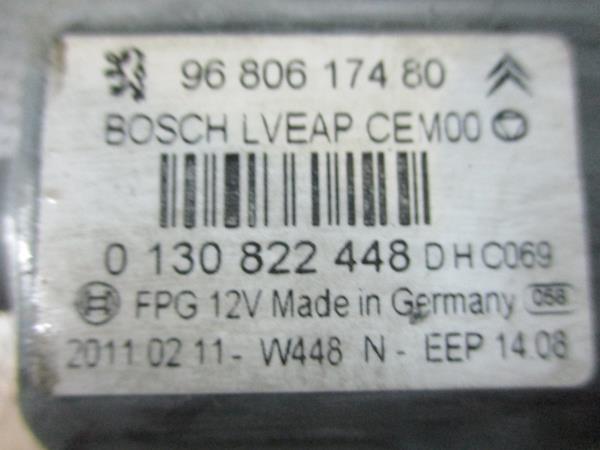 96 806 174 80
BOSCH LVEAP CEM00
0 130 822 448 DHC069
FPG 12V Made in Germany 058
2011 02 11- W448 N - EEP 14.08